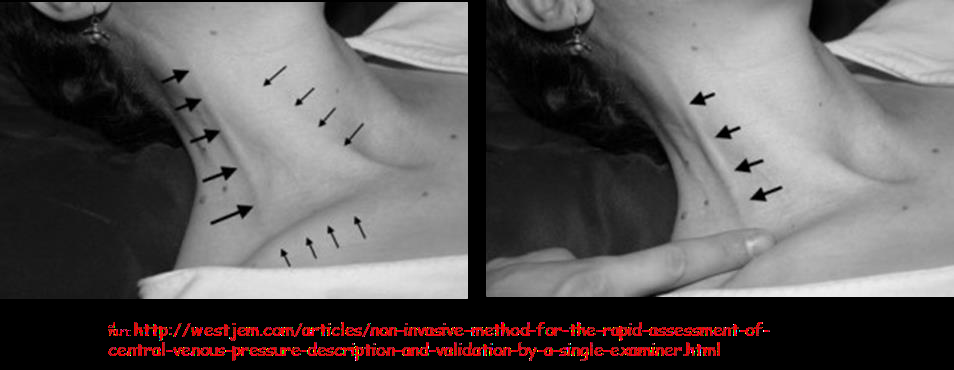 http://westjem.com/articles/non-invasive-method-for-the-rapid-assessment-of-
central-venous-pressure-description-and-validation-by-a-single-examiner.html